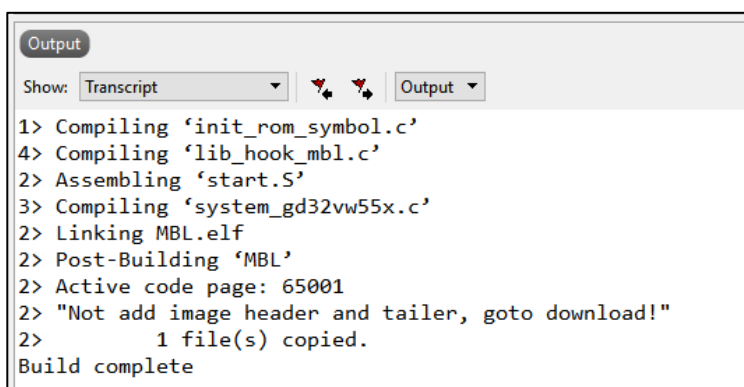 Output
Show: Transcript Output
1> Compiling ‘init_rom_symbol.c’
4> Compiling ‘lib_hook_mbl.c’
2> Assembling ‘start.S’
3> Compiling ‘system_gd32vw55x.c’
2> Linking MBL.elf
2> Post-Building ‘MBL’
2> Active code page: 65001
2> "Not add image header and tailer, goto download!"
2>         1 file(s) copied.
Build complete